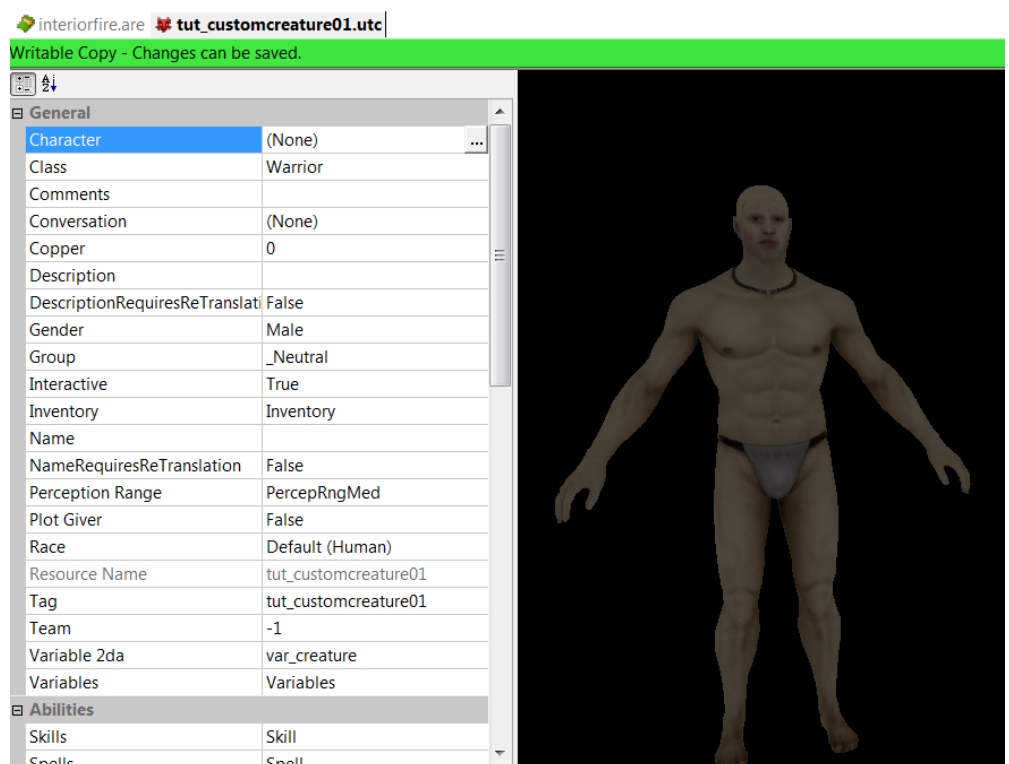 interiorfire.are tut_customcreature01.utc
Writable Copy - Changes can be saved.
General
Character (None) ...
Class Warrior
Comments
Conversation (None)
Copper 0
Description
DescriptionRequiresReTranslati False
Gender Male
Group _Neutral
Interactive True
Inventory Inventory
Name
NameRequiresReTranslation False
Perception Range PercepRngMed
Plot Giver False
Race Default (Human)
Resource Name tut_customcreature01
Tag tut_customcreature01
Team -1
Variable 2da var_creature
Variables Variables
Abilities
Skills Skill
Spells Spell